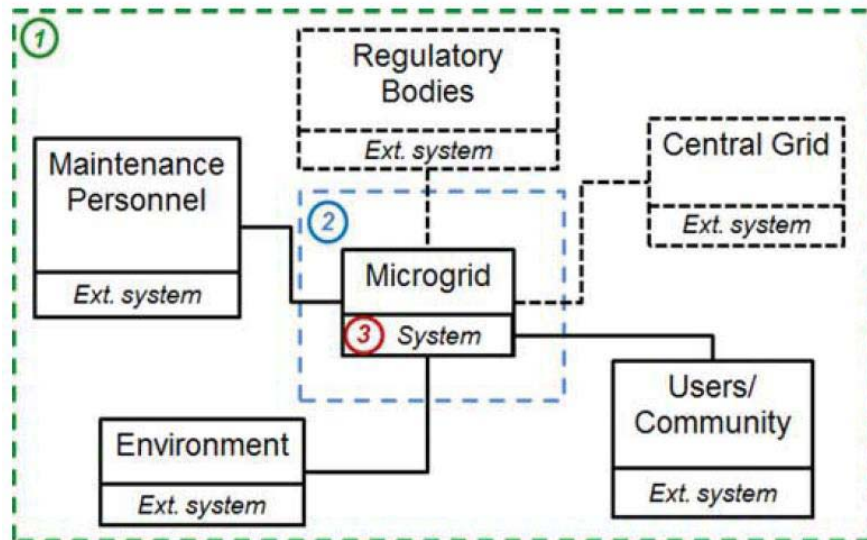 1
Regulatory
Bodies
Ext. system
Maintenance
Personnel
Ext. system
Central Grid
Ext. system
2
Microgrid
3 System
Users/
Community
Ext. system
Environment
Ext. system